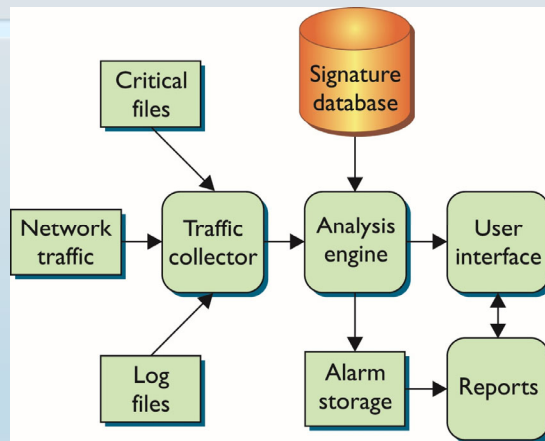 Critical
files
Signature
database
Network
traffic
Traffic
collector
Analysis
engine
User
interface
Log
files
Alarm
storage
Reports